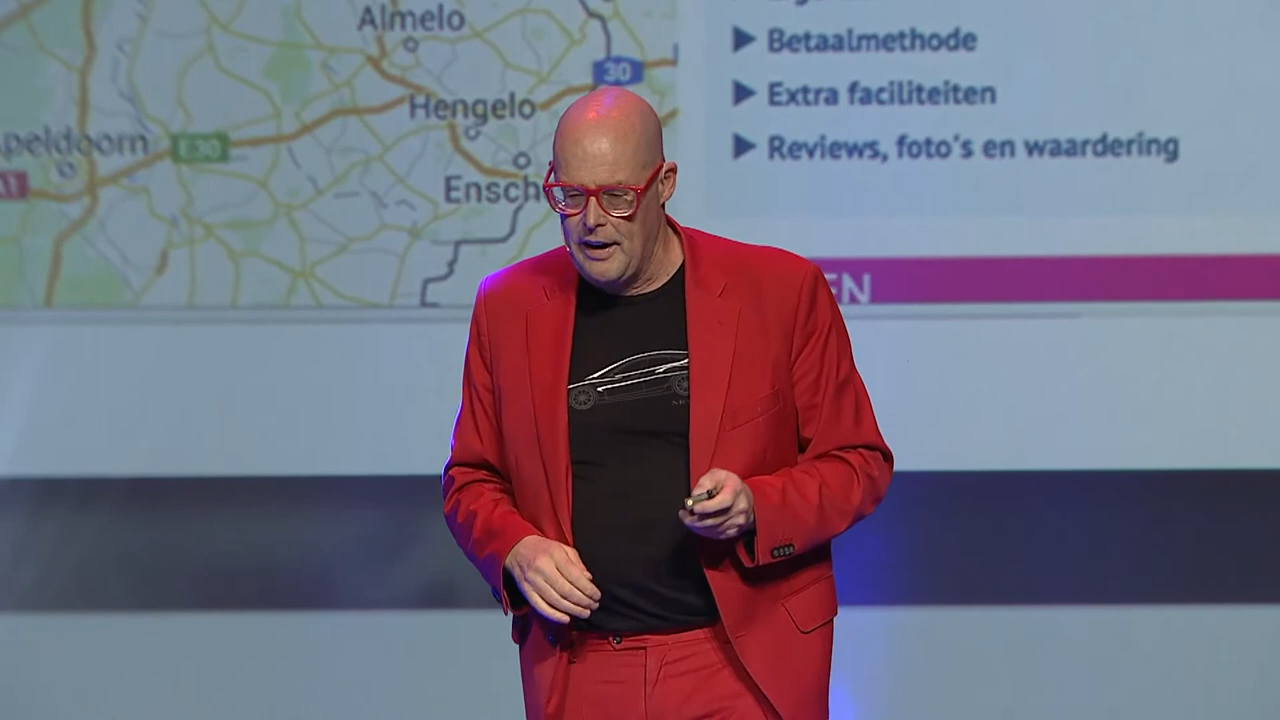 Almelo
30
Hengelo
peldoorn
E30
A1
Ensch
Betaalmethode
Extra faciliteiten
Reviews, foto's en waardering
EN